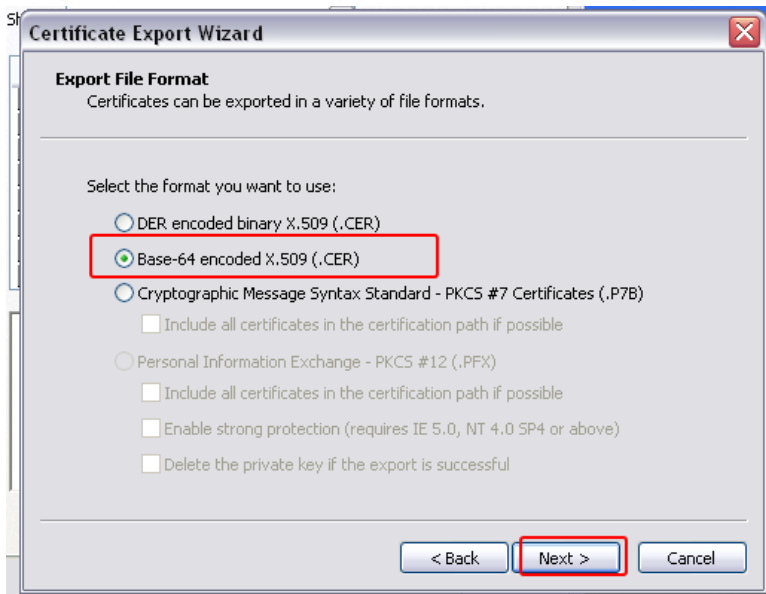 Sh
Certificate Export Wizard
Export File Format
Certificates can be exported in a variety of file formats.
Select the format you want to use:
DER encoded binary X.509 (.CER)
Base-64 encoded X.509 (.CER)
Cryptographic Message Syntax Standard - PKCS #7 Certificates (.P7B)
Include all certificates in the certification path if possible
Personal Information Exchange - PKCS #12 (.PFX)
Include all certificates in the certification path if possible
Enable strong protection (requires IE 5.0, NT 4.0 SP4 or above)
Delete the private key if the export is successful
< Back Next > Cancel